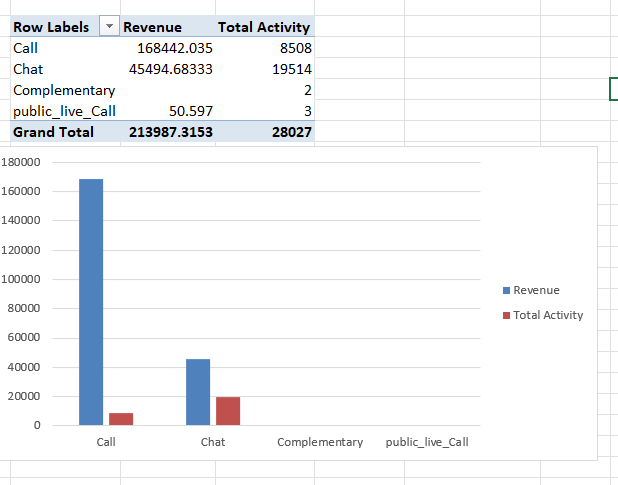 Row Labels Revenue Total Activity
Call 168442.035 8508
Chat 45494.68333 19514
Complementary 2
public_live_Call 50.597 3
Grand Total 213987.3153 28027
180000
160000
140000
120000
100000
80000
60000
40000
20000
0
Call Chat Complementary public_live_Call
Revenue
Total Activity